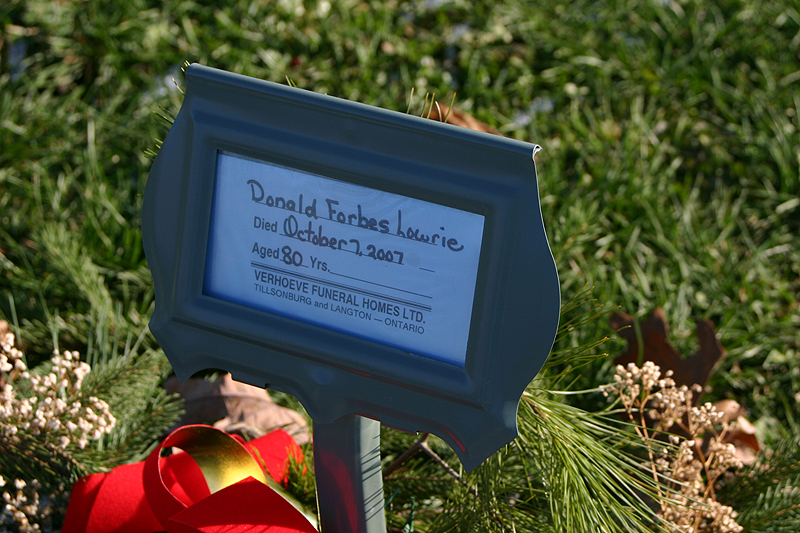 Donald Forbes Lowrie
Died October 7, 2007
Aged 80 Yrs.
VERHOEVE FUNERAL HOMES LTD.
TILLSONBURG and LANGTON — ONTARIO